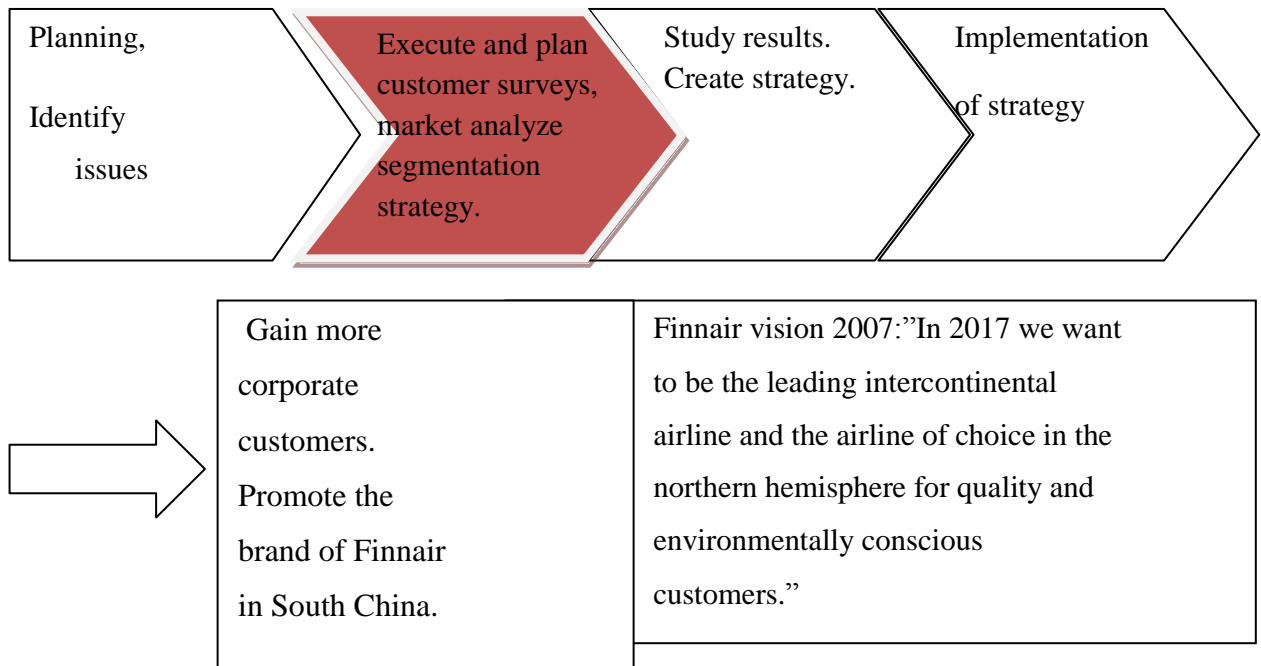 Planning,
Identify
issues
Execute and plan
customer surveys,
market analyze
segmentation
strategy.
Study results.
Create strategy.
Implementation
of strategy
Gain more
corporate
customers.
Promote the
brand of Finnair
in South China.
Finnair vision 2007:”In 2017 we want
to be the leading intercontinental
airline and the airline of choice in the
northern hemisphere for quality and
environmentally conscious
customers.”